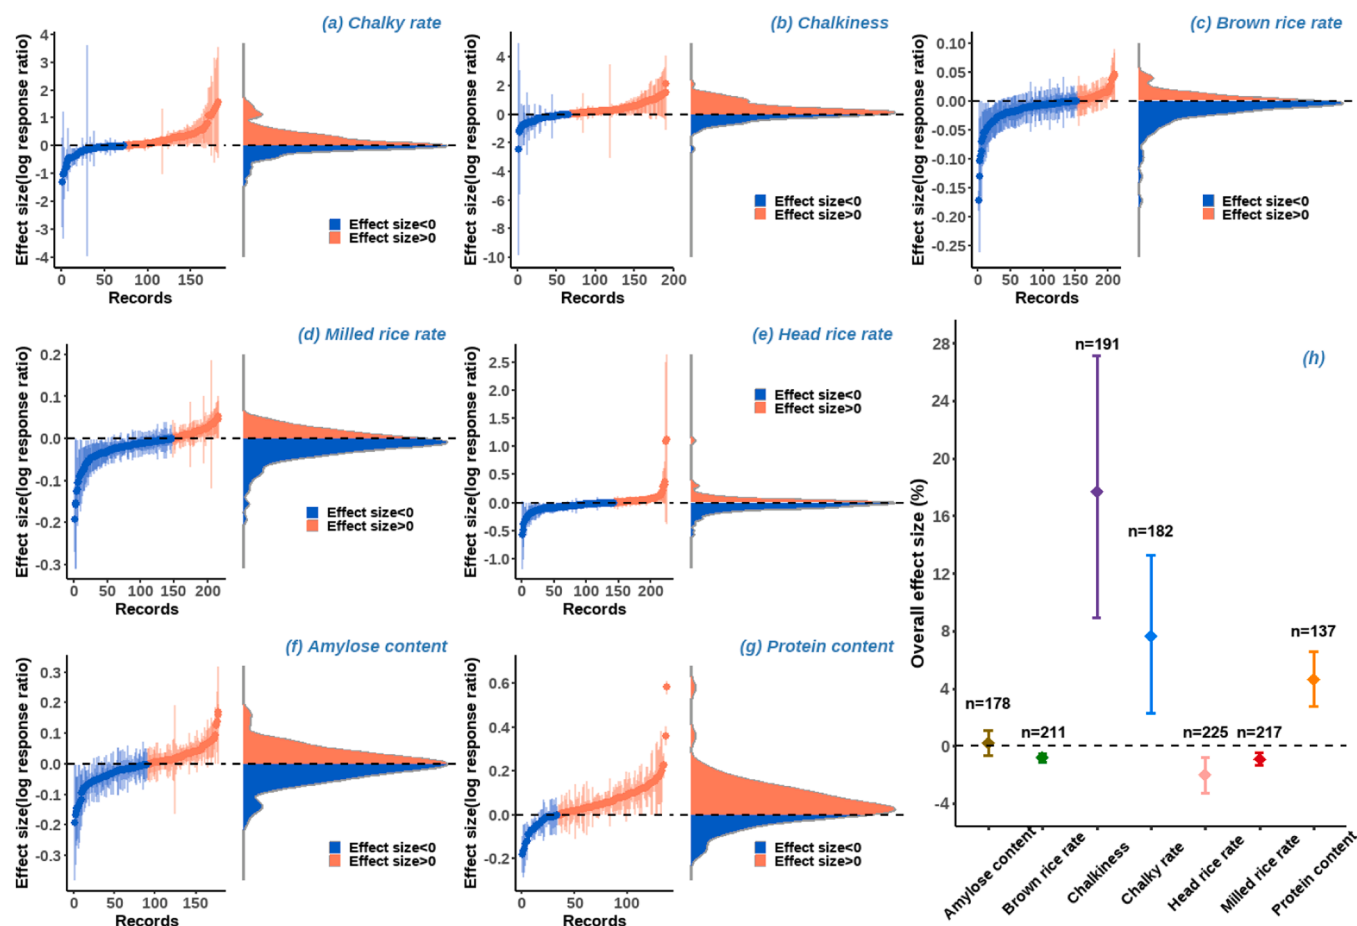 (a) Chalky rate
Effect size(log response ratio)
4
3
2
1
0
-1
-2
-3
-4
0
50
100
150
Records
Effect size<0
Effect size>0
(b) Chalkiness
Effect size(log response ratio)
4
2
0
-2
-4
-6
-8
-10
0
50
100
150
200
Records
Effect size<0
Effect size>0
(c) Brown rice rate
Effect size(log response ratio)
0.10
0.05
0.00
-0.05
-0.10
-0.15
-0.20
-0.25
0
50
100
150
200
Records
Effect size<0
Effect size>0
(d) Milled rice rate
Effect size(log response ratio)
0.2
0.1
0.0
-0.1
-0.2
-0.3
0
50
100
150
200
Records
Effect size<0
Effect size>0
(e) Head rice rate
Effect size(log response ratio)
2.5
2.0
1.5
1.0
0.5
0.0
-0.5
-1.0
0
50
100
150
200
Records
Effect size<0
Effect size>0
(f) Amylose content
Effect size(log response ratio)
0.3
0.2
0.1
0.0
-0.1
-0.2
-0.3
0
50
100
150
Records
Effect size<0
Effect size>0
(g) Protein content
Effect size(log response ratio)
0.6
0.4
0.2
0.0
-0.2
0
50
100
Records
Effect size<0
Effect size>0
(h)
Overall effect size (%)
28
24
20
16
12
8
4
0
-4
n=178
n=211
n=191
n=182
n=225
n=217
n=137
Amylose content
Brown rice rate
Chalkiness
Chalky rate
Head rice rate
Milled rice rate
Protein content